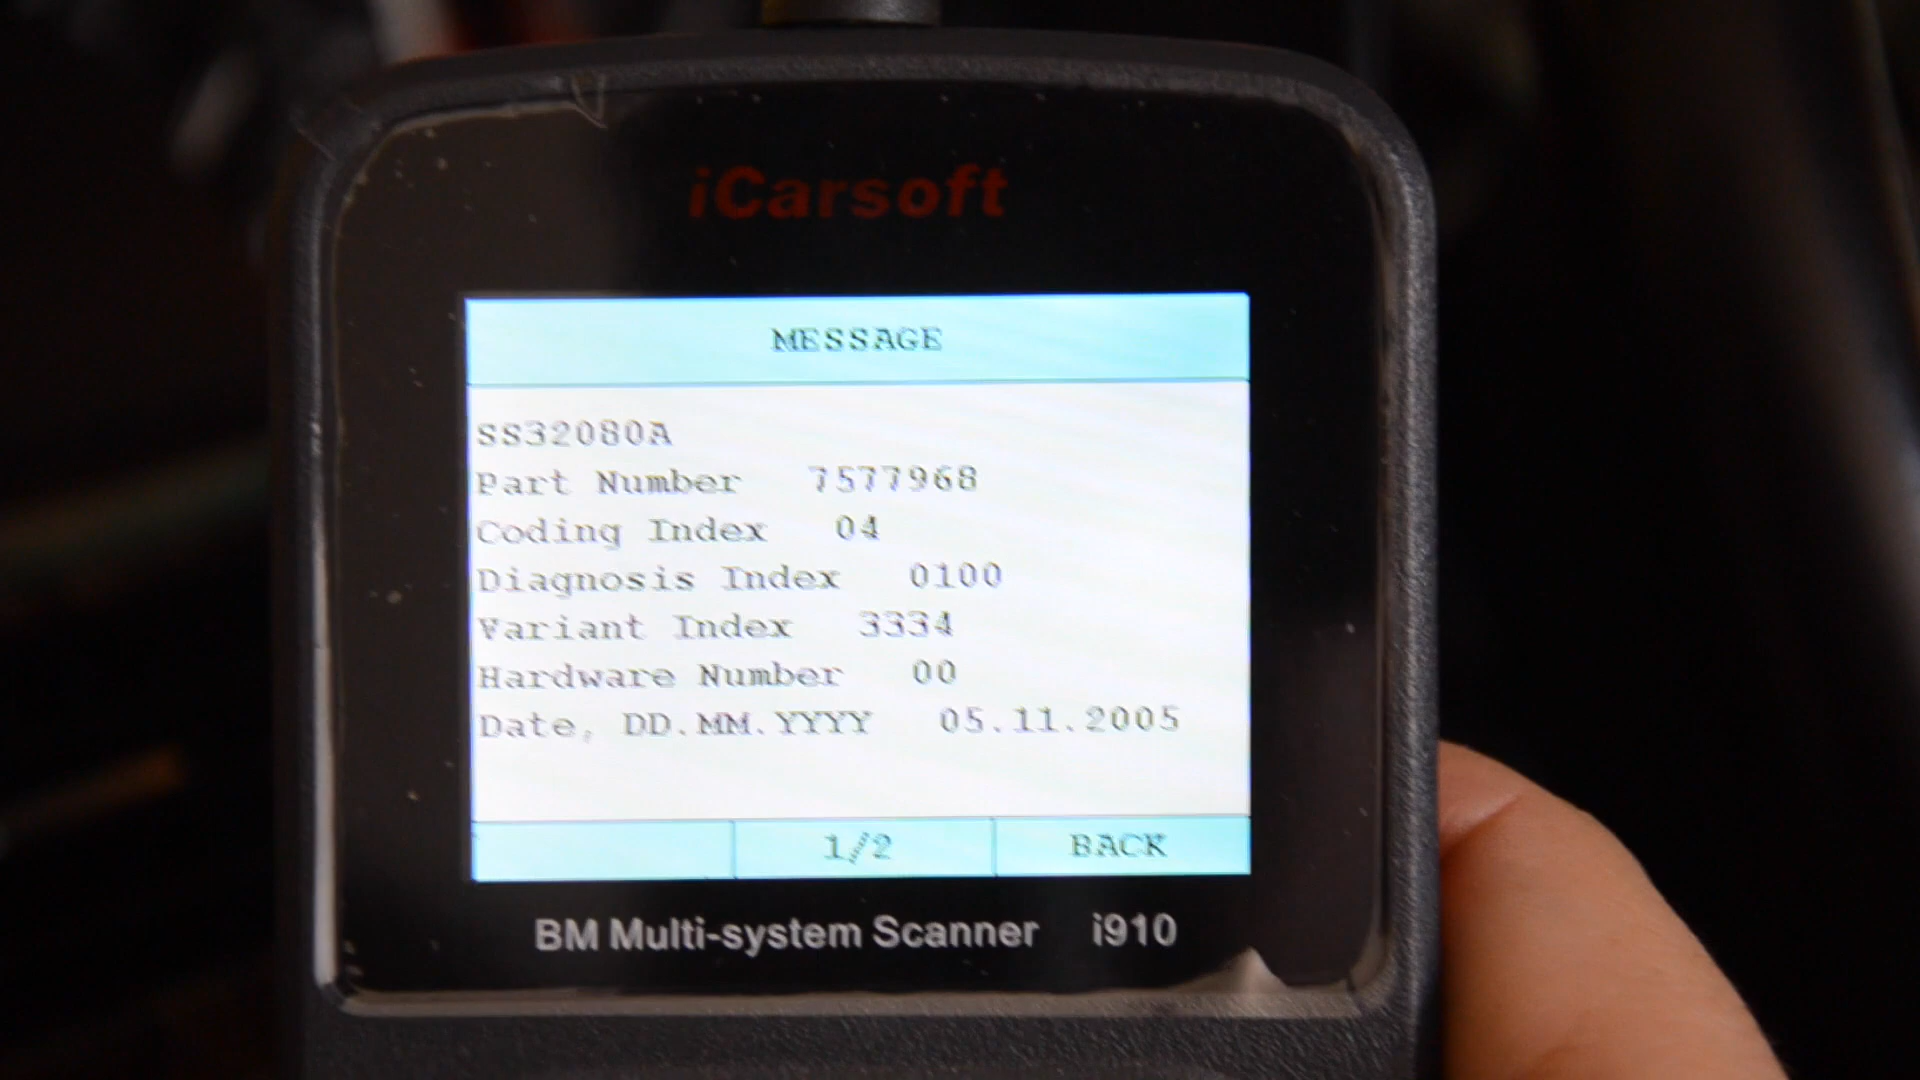 iCarsoft
MESSAGE
SS32080A
Part Number 7577968
Coding Index 04
Diagnosis Index 0100
Variant Index 3334
Hardware Number 00
Date, DD.MM.YYYY 05.11.2005
1/2 BACK
BM Multi-system Scanner i910